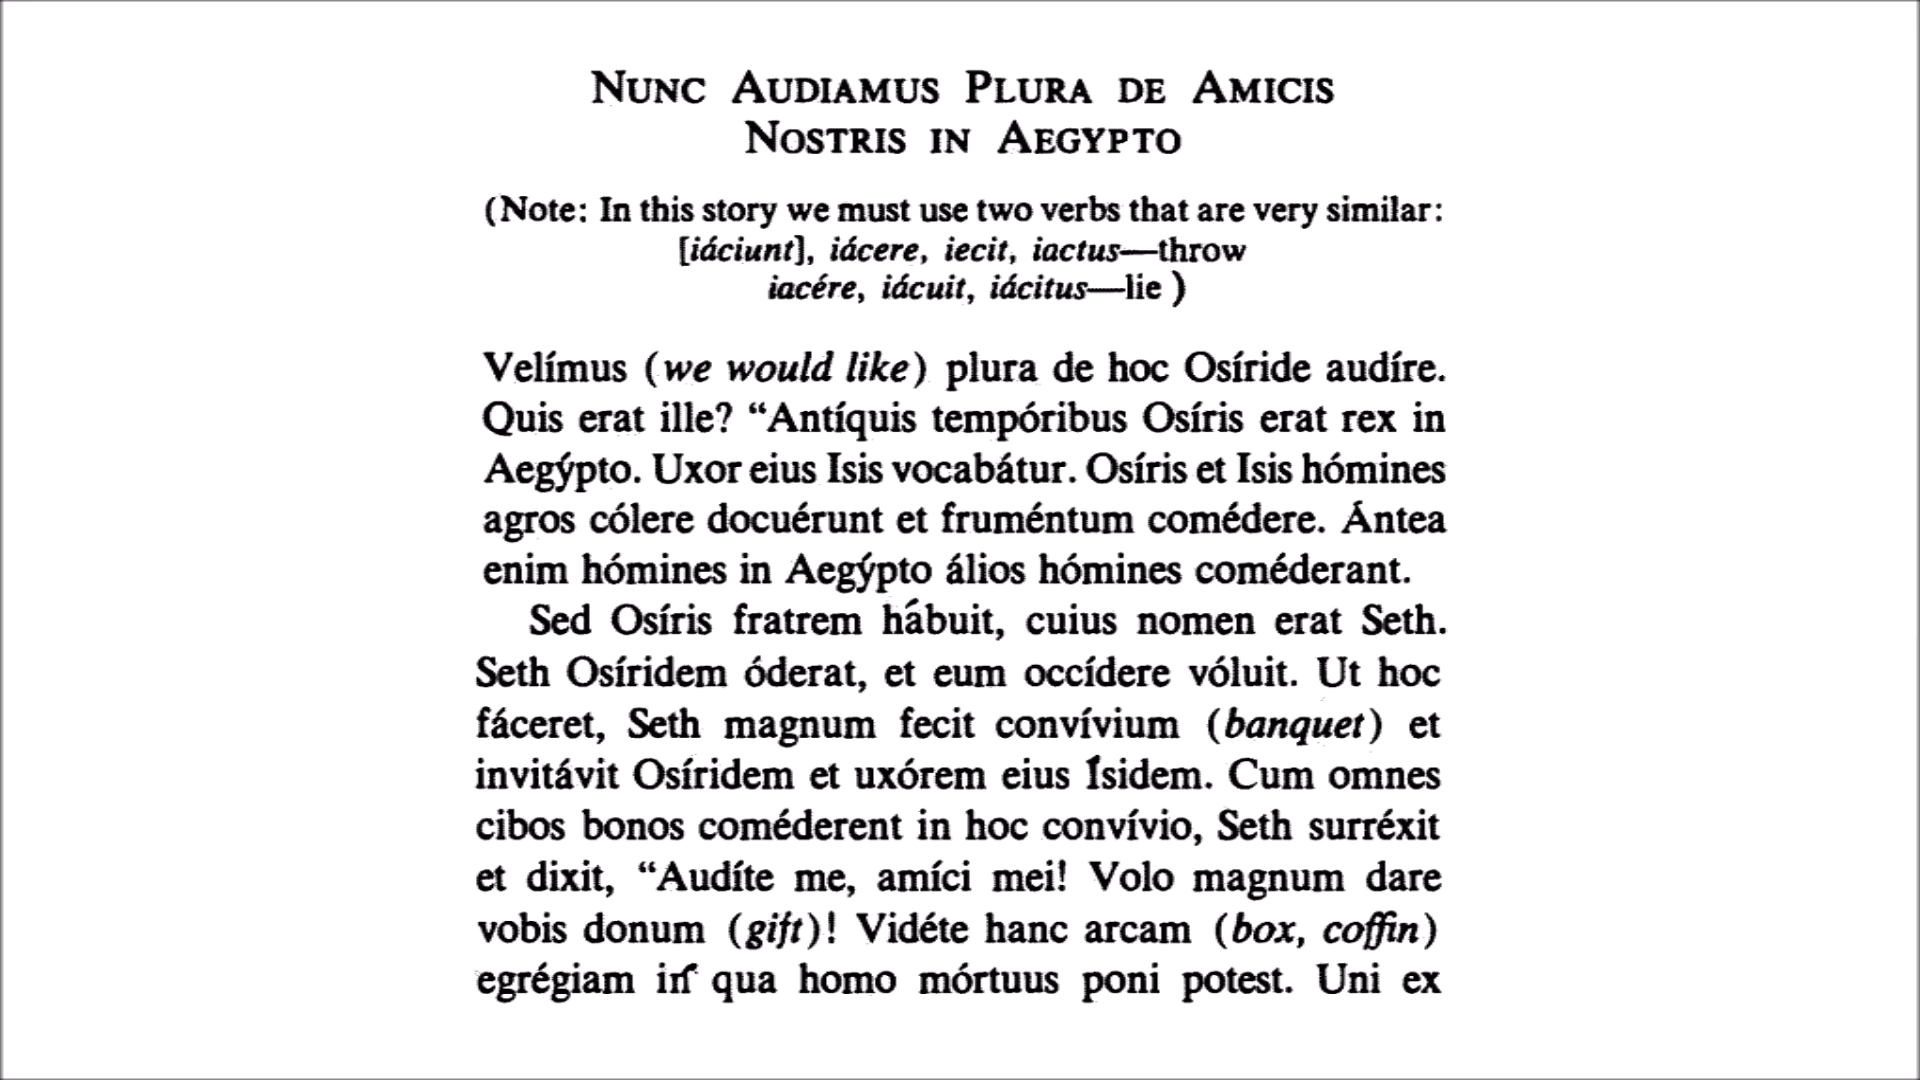 NUNC AUDIAMUS PLURA DE AMICIS
NOSTRIS IN AEGYPTO
(Note: In this story we must use two verbs that are very similar:
[iáciunt], iácere, iecit, iactus—throw
iacére, iácuit, iácitus—lie )
Velímus (we would like) plura de hoc Osíride audíre.
Quis erat ille? “Antíquis tempóribus Osíris erat rex in
Aegýpto. Uxor eius Isis vocabátur. Osíris et Isis hómines
agros cólere docuérunt et fruméntum comédere. Ántea
enim hómines in Aegýpto álios hómines coméderant.
Sed Osíris fratrem hábuit, cuius nomen erat Seth.
Seth Osíridem óderat, et eum occídere vóluit. Ut hoc
fáceret, Seth magnum fecit convívium (banquet) et
invitávit Osíridem et uxórem eius Ísidem. Cum omnes
cibos bonos coméderent in hoc convívio, Seth surréxit
et dixit, “Audíte me, amíci mei! Volo magnum dare
vobis donum (gift)! Vidéte hanc arcam (box, coffin)
egrégiam in qua homo mórtuus poni potest. Uni ex